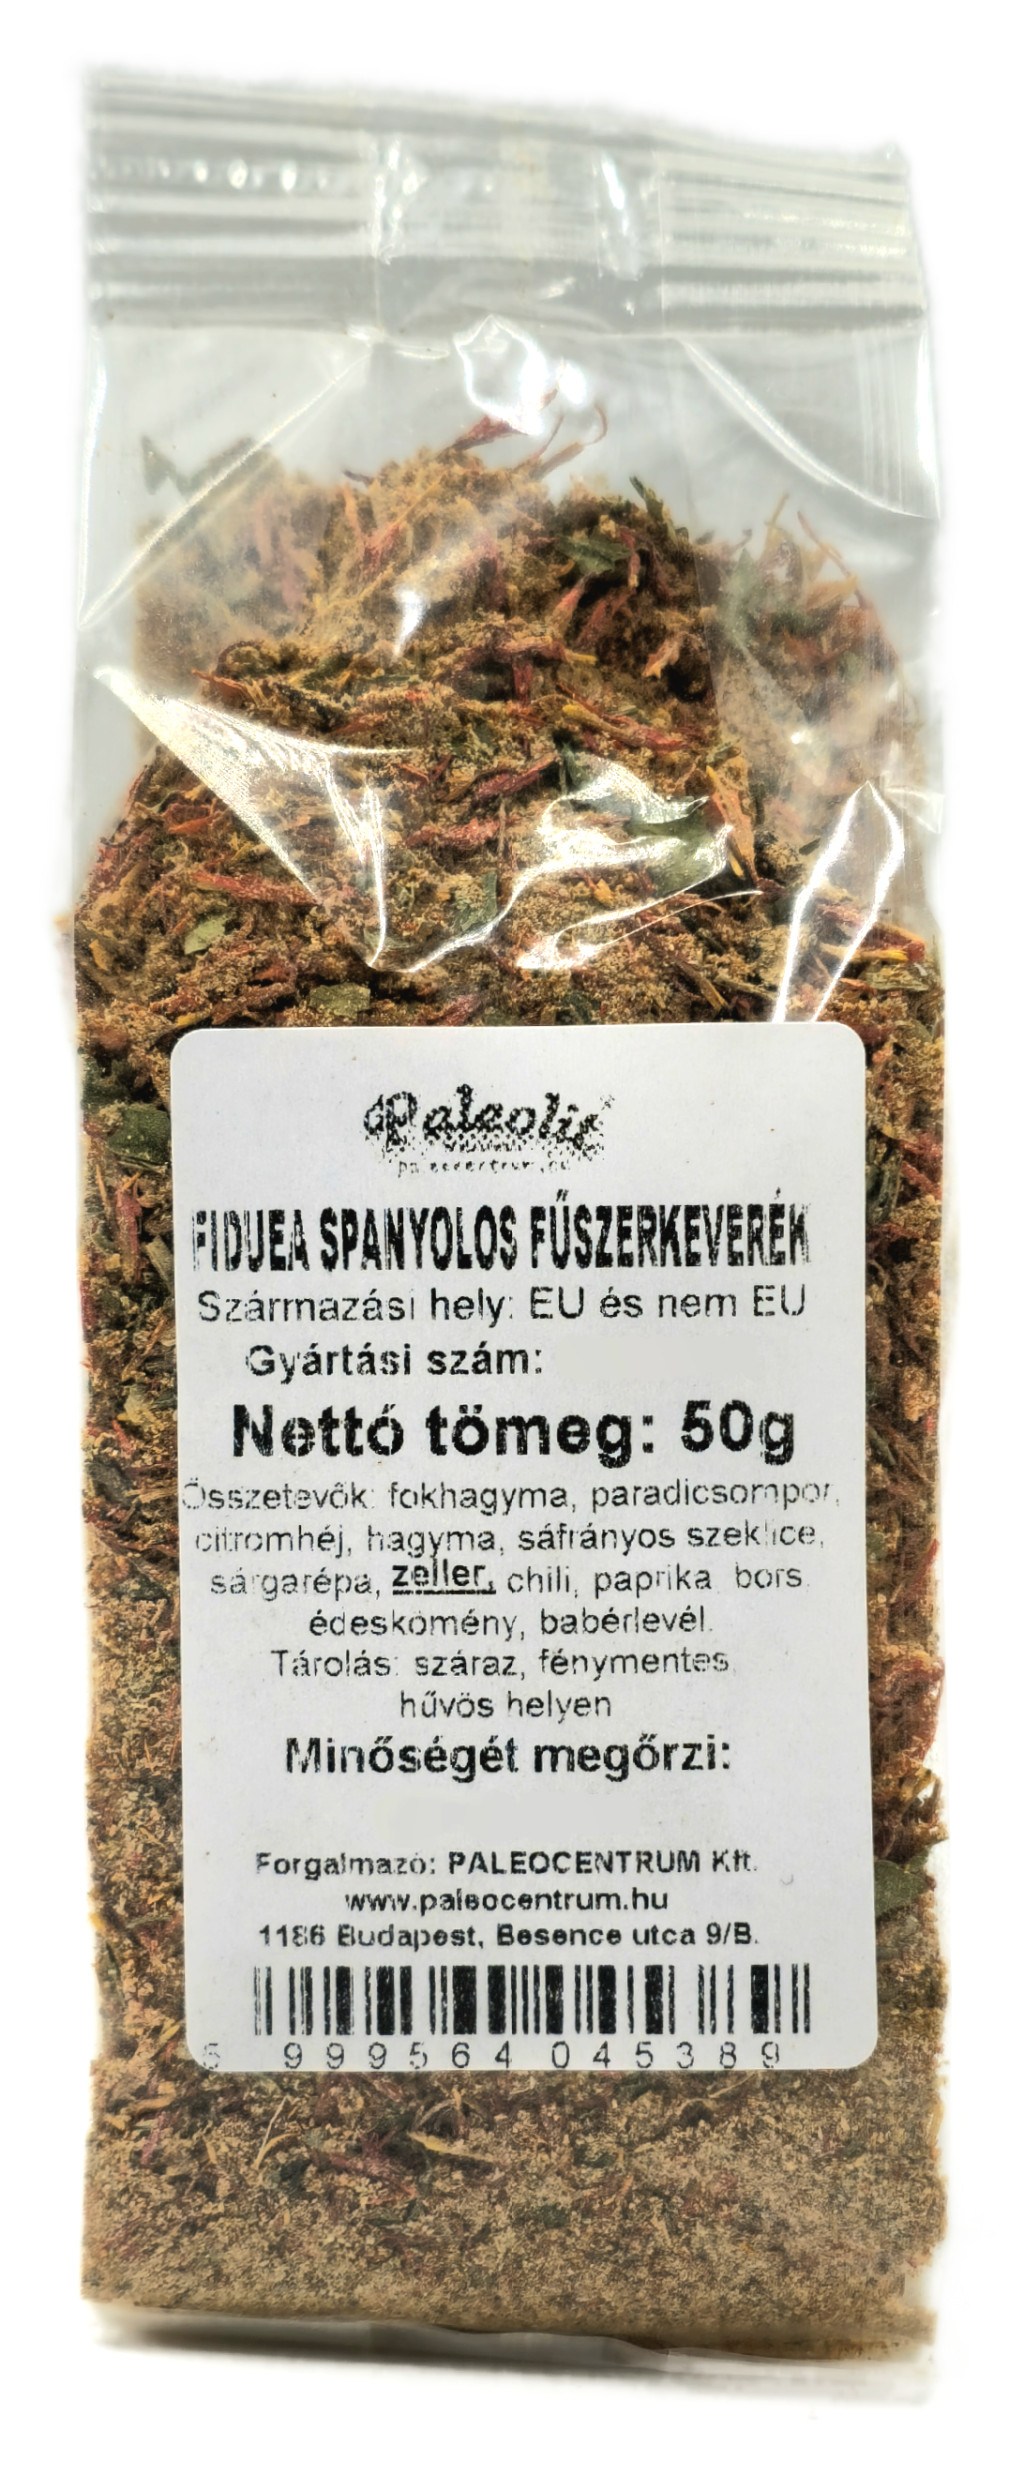 Paleolit
paleocentrum.hu
FIDUEA SPANYOLOS FŰSZERKEVERÉK
Származási hely: EU és nem EU
Gyártási szám:
Nettó tömeg: 50g
Összetevők: fokhagyma, paradicsompor,
citromhéj, hagyma, sáfrányos szeklice,
sárgarépa, zeller, chili, paprika bors,
édeskömény, babérlevél.
Tárolás: száraz, fénymentes,
hűvös helyen
Minőségét megőrzi:
Forgalmazó: PALEOCENTRUM Kft.
www.paleocentrum.hu
1186 Budapest, Besence utca 9/B.
5 999564 045389